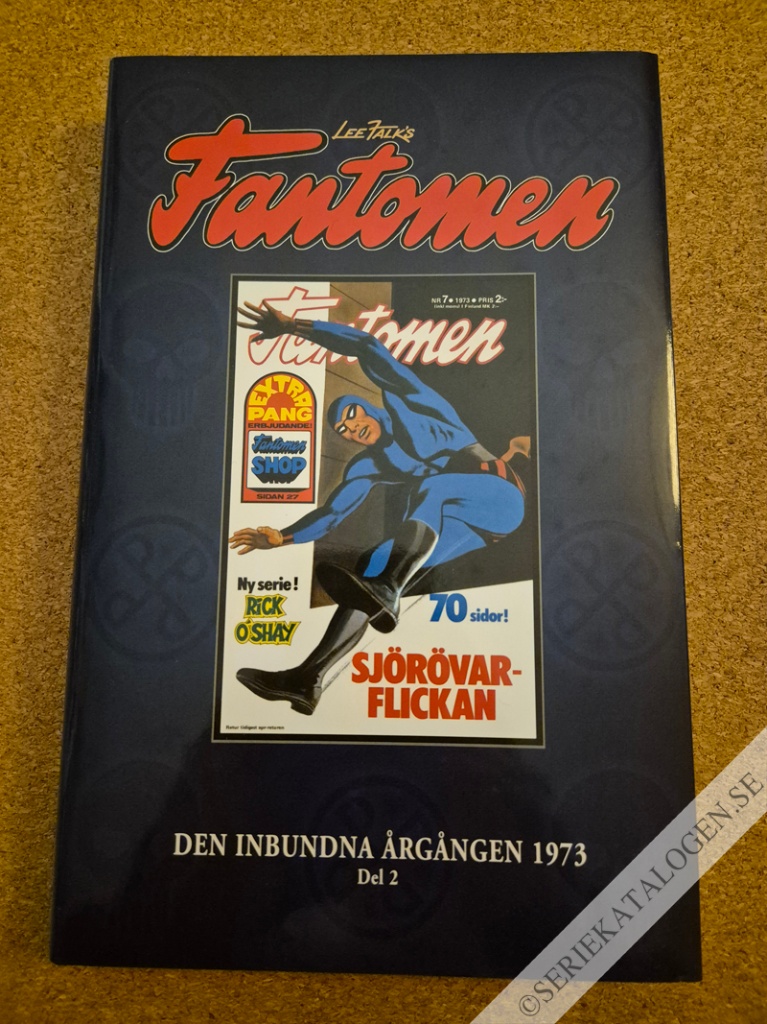 LEE FALK'S
Fantomen
NR 7 • 1973 • PRIS 2:-
Fantomen
EXTRA
PANG
ERBJUDANDE!
Fantomen
SHOP
SIDAN 27
Ny serie!
RICK
O'SHAY
70 sidor!
SJÖRÖVAR-
FLICKAN
DEN INBUNDNA ÅRGÅNGEN 1973
Del 2
©SERIEKATALOGEN.SE